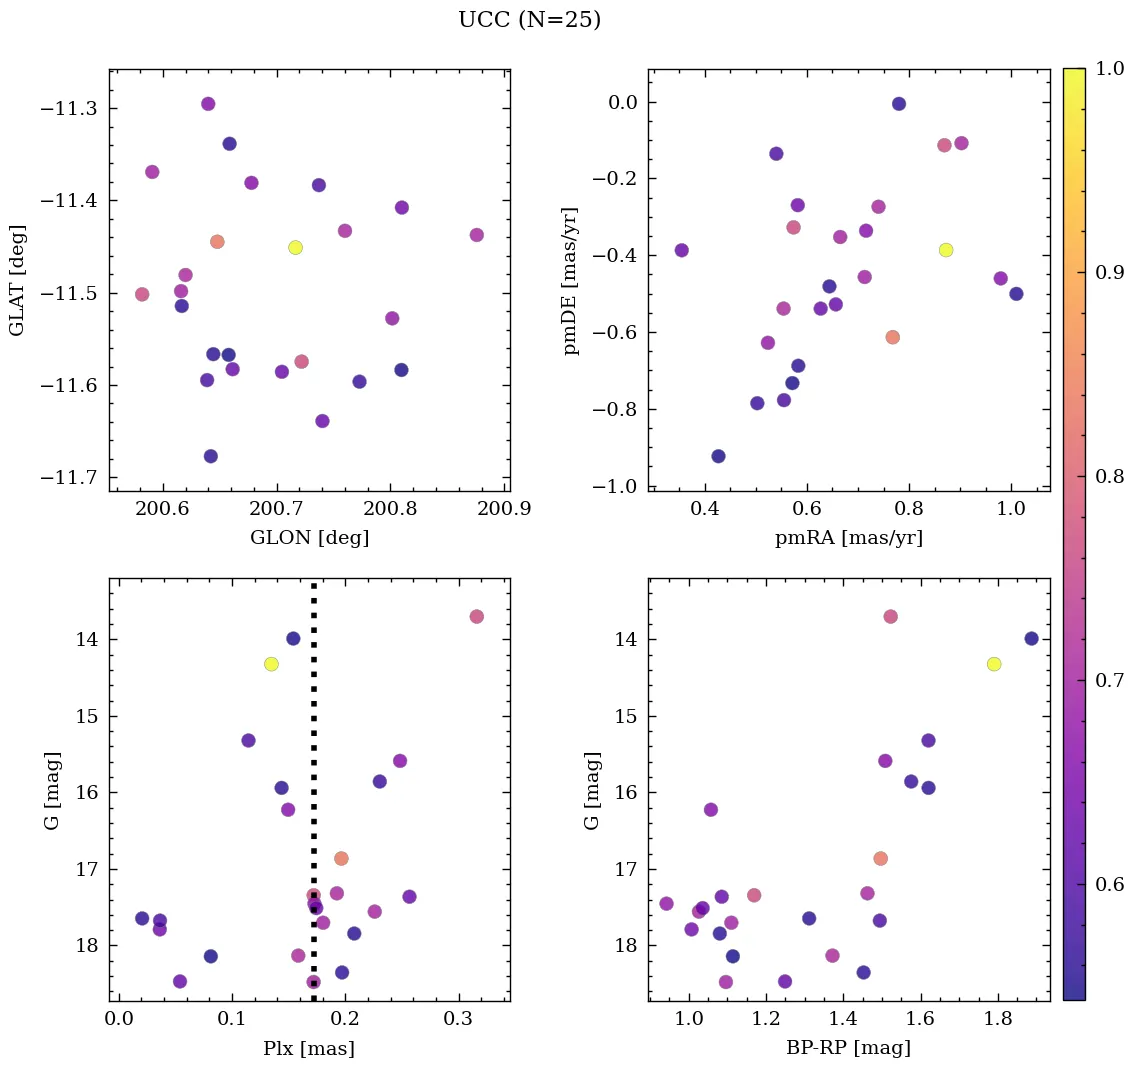 UCC (N=25)
−11.3
−11.4
−11.5
−11.6
−11.7
GLAT [deg]
200.6 200.7 200.8 200.9
GLON [deg]
0.0
−0.2
−0.4
−0.6
−0.8
−1.0
pmDE [mas/yr]
0.4 0.6 0.8 1.0
pmRA [mas/yr]
14
15
16
17
18
G [mag]
0.0 0.1 0.2 0.3
Plx [mas]
14
15
16
17
18
G [mag]
1.0 1.2 1.4 1.6 1.8
BP-RP [mag]
1.0
0.9
0.8
0.7
0.6